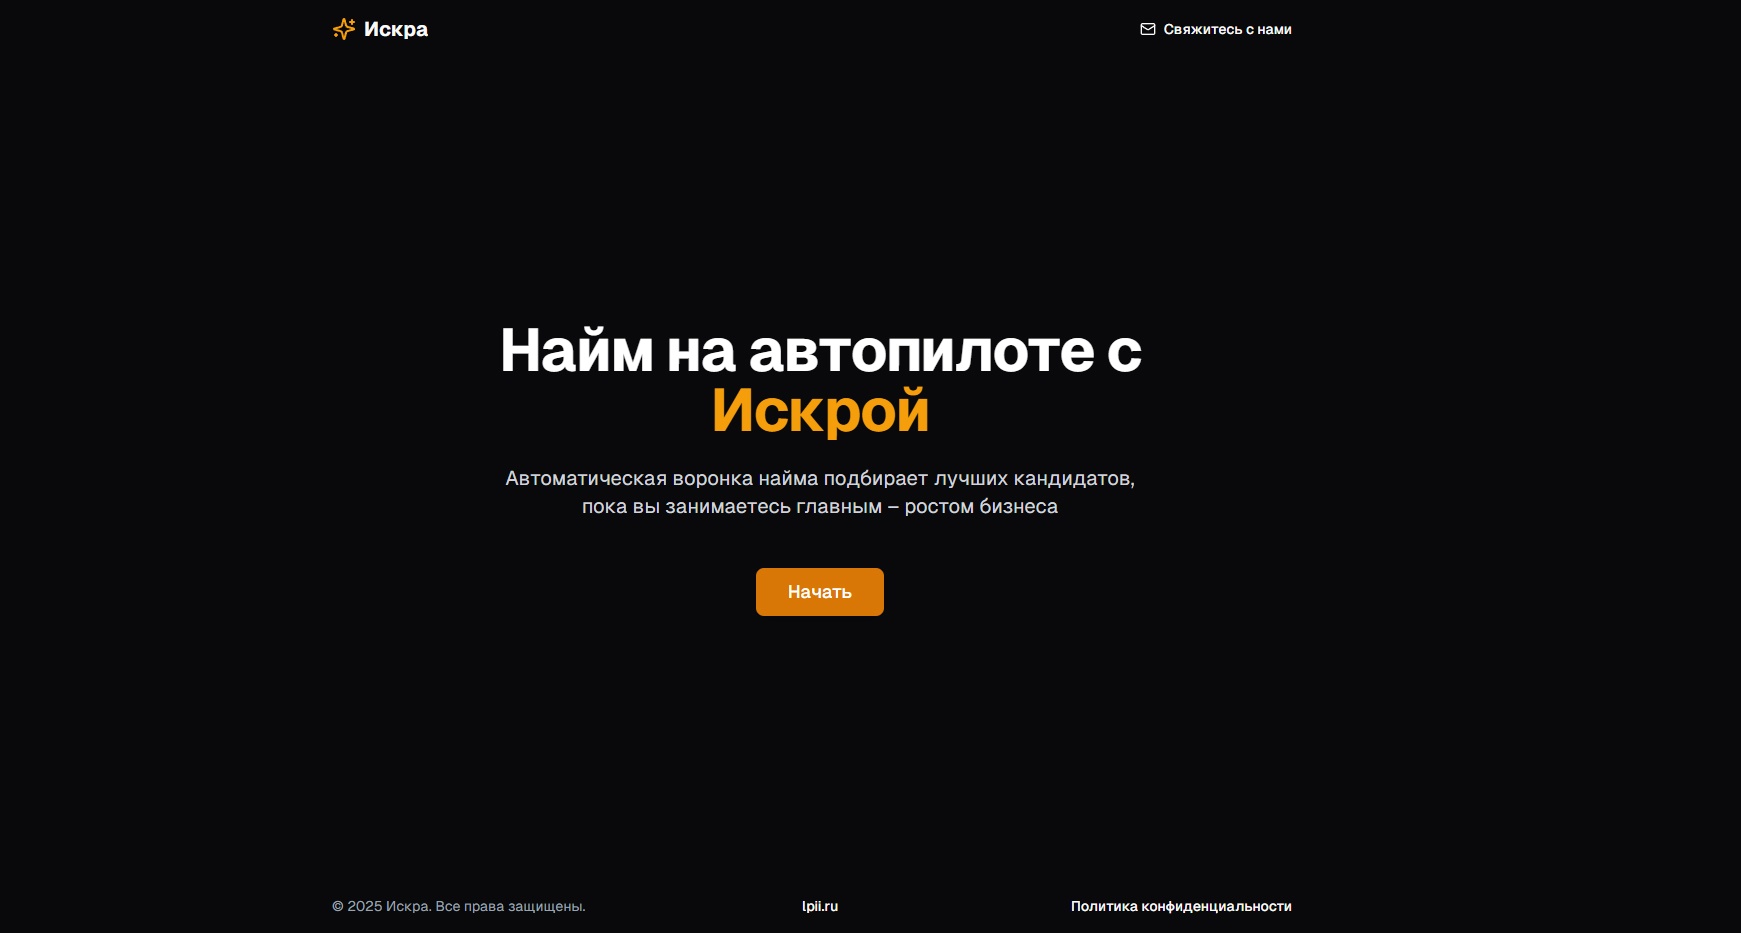 Искра
Свяжитесь с нами
Найм на автопилоте с
Искрой
Автоматическая воронка найма подбирает лучших кандидатов,
пока вы занимаетесь главным – ростом бизнеса
Начать
© 2025 Искра. Все права защищены.
lpii.ru
Политика конфиденциальности